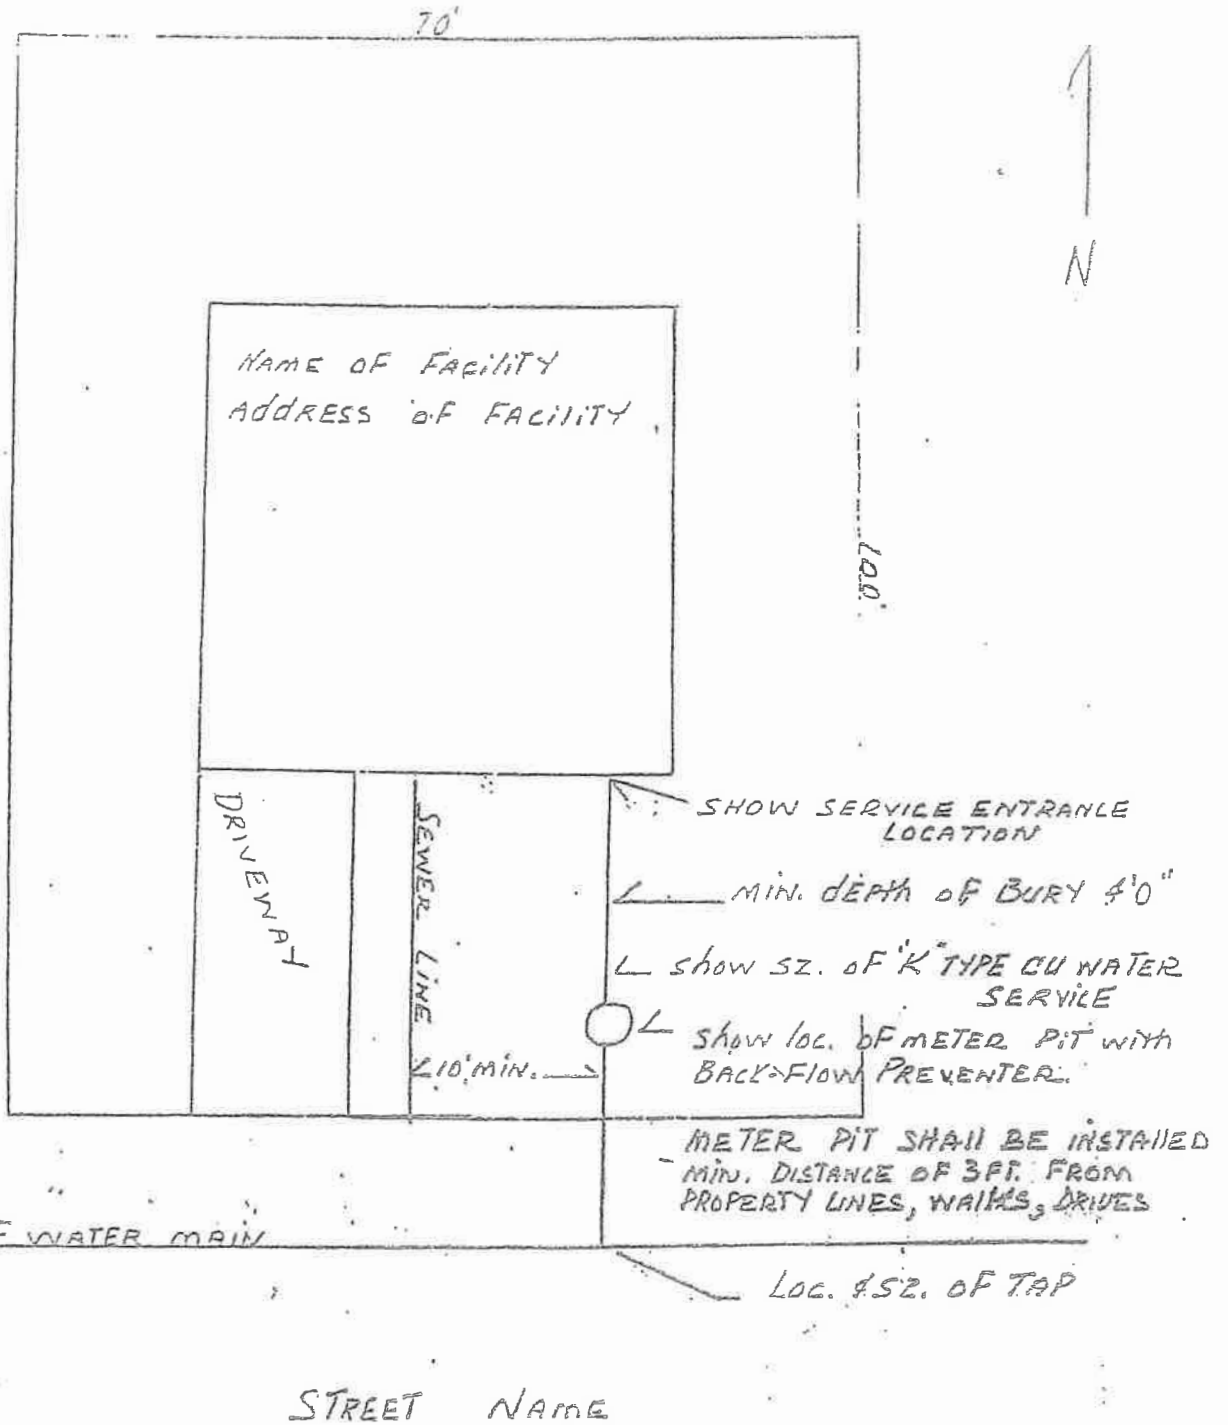 70'
N
NAME OF FACILITY
ADDRESS OF FACILITY
100'
DRIVEWAY
SEWER LINE
SHOW SERVICE ENTRANCE
LOCATION
MIN. dEPth OF BURY 4'0"
Show SZ. OF "K" TYPE CU WATER
SERVICE
Show loc. OF METER PIT with
BACK-FLOW PREVENTER.
10' MIN.
METER PIT SHAll BE INSTAllED
MIN. DISTANCE OF 3FT. FROM
PROPERTY LINES, WAlKS, DRIVES
F WATER MAIN
LOC. & SZ. OF TAP
STREET NAME